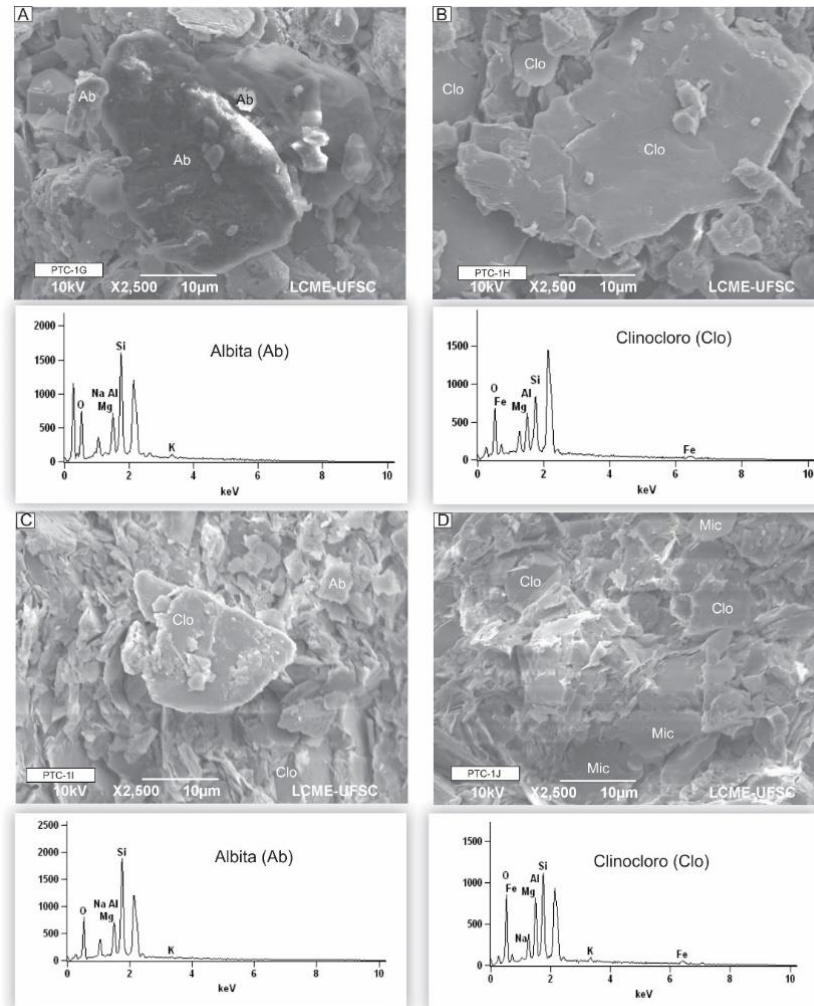 A
Ab
Ab
Ab
PTC-1G
10kV X2,500 10µm LCME-UFSC
B
Clo
Clo
Clo
PTC-1H
10kV X2,500 10µm LCME-UFSC
Albita (Ab)
2000
1500
1000
500
0
Si
O
Na Al
Mg
K
0 2 4 6 8 10
keV
Clinocloro (Clo)
1500
1000
500
0
O
Fe
Mg
Al
Si
Fe
0 2 4 6 8 10
keV
C
Ab
Clo
Clo
PTC-1I
10kV X2,500 10µm LCME-UFSC
D
Mic
Clo
Clo
Mic
Mic
PTC-1J
10kV X2,500 10µm LCME-UFSC
Albita (Ab)
2500
2000
1500
1000
500
0
Si
O
Na Al
Mg
K
0 2 4 6 8 10
keV
Clinocloro (Clo)
1500
1000
500
0
O
Fe
Na
Mg
Al
Si
K
Fe
0 2 4 6 8 10
keV